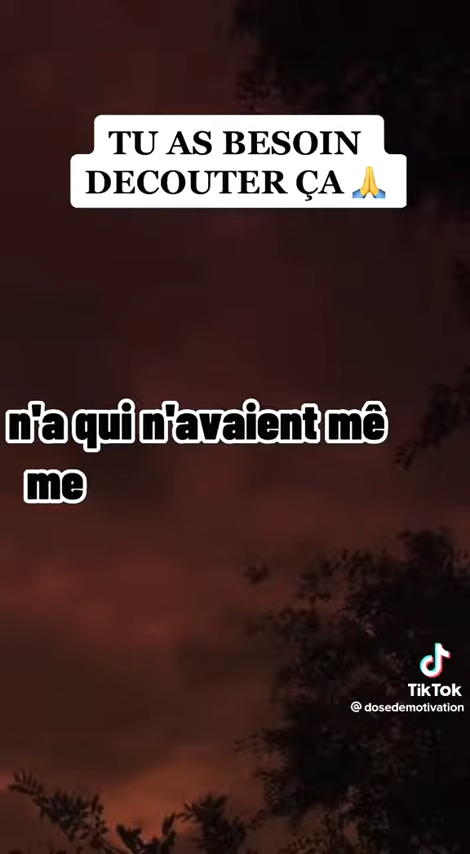 TU AS BESOIN
DECOUTER ÇA 🙏
n'a qui n'avaient mê
me
TikTok
@ dosedemotivation